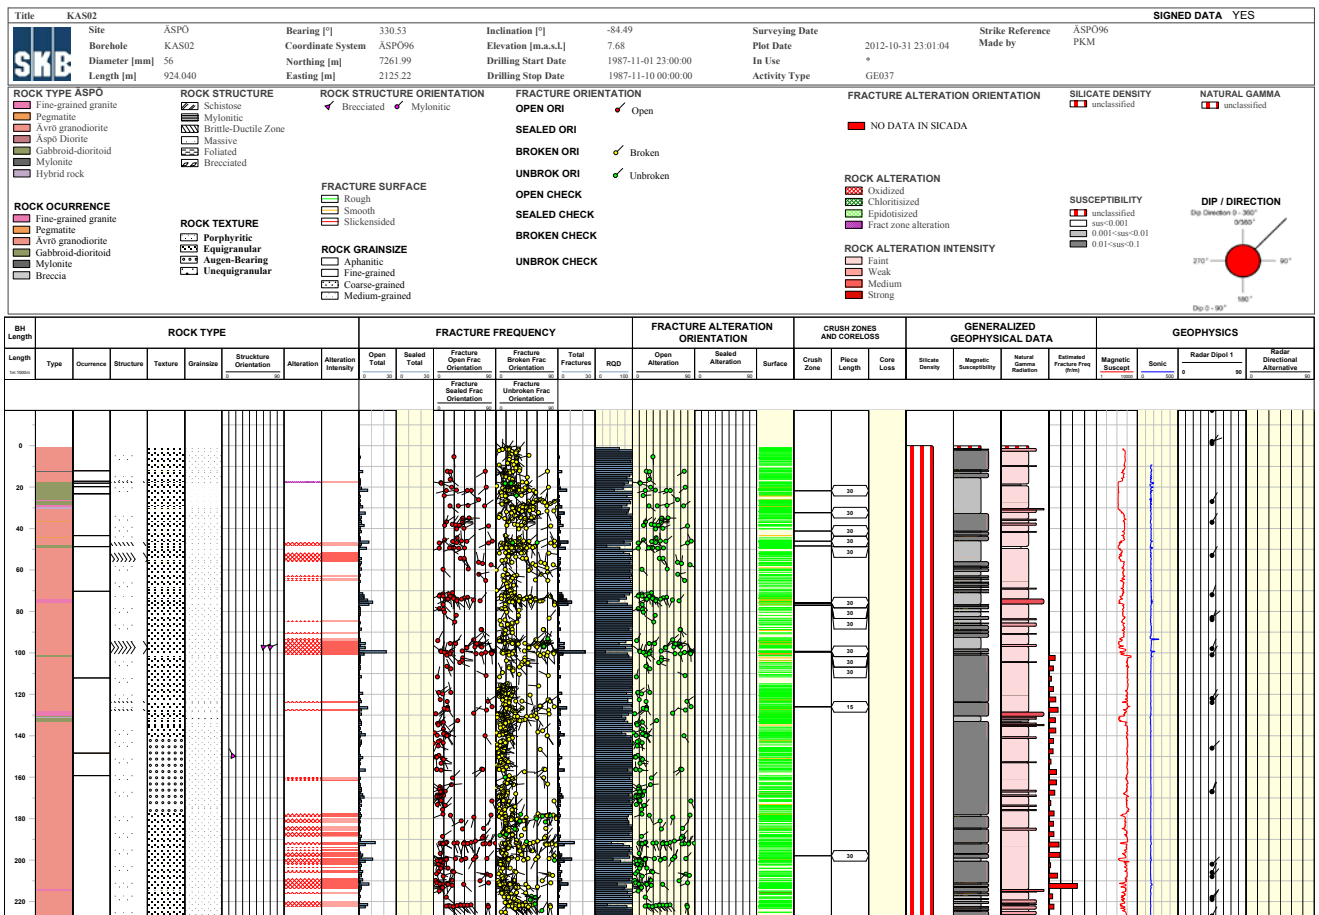 Title KAS02 SIGNED DATA YES
SKB
Site ÄSPÖ Bearing [°] 330.53 Inclination [°] -84.49 Surveying Date Strike Reference ÄSPÖ96
Borehole KAS02 Coordinate System ÄSPÖ96 Elevation [m.a.s.l.] 7.68 Plot Date 2012-10-31 23:01:04 Made by PKM
Diameter [mm] 56 Northing [m] 7261.99 Drilling Start Date 1987-11-01 23:00:00 In Use *
Length [m] 924.040 Easting [m] 2125.22 Drilling Stop Date 1987-11-10 00:00:00 Activity Type GE037
ROCK TYPE ÄSPÖ
Fine-grained granite
Pegmatite
Ävrö granodiorite
Äspö Diorite
Gabbroid-dioritoid
Mylonite
Hybrid rock
ROCK OCURRENCE
Fine-grained granite
Pegmatite
Ävrö granodiorite
Gabbroid-dioritoid
Mylonite
Breccia
ROCK STRUCTURE
Schistose
Mylonitic
Brittle-Ductile Zone
Massive
Foliated
Brecciated
ROCK TEXTURE
Porphyritic
Equigranular
Augen-Bearing
Unequigranular
ROCK STRUCTURE ORIENTATION
Brecciated Mylonitic
FRACTURE SURFACE
Rough
Smooth
Slickensided
ROCK GRAINSIZE
Aphanitic
Fine-grained
Coarse-grained
Medium-grained
FRACTURE ORIENTATION
OPEN ORI Open
SEALED ORI
BROKEN ORI Broken
UNBROK ORI Unbroken
OPEN CHECK
SEALED CHECK
BROKEN CHECK
UNBROK CHECK
FRACTURE ALTERATION ORIENTATION
NO DATA IN SICADA
ROCK ALTERATION
Oxidized
Chloritisized
Epidotisized
Fract zone alteration
ROCK ALTERATION INTENSITY
Faint
Weak
Medium
Strong
SILICATE DENSITY
unclassified
SUSCEPTIBILITY
unclassified
sus<0.001
0.001<sus<0.01
0.01<sus<0.1
NATURAL GAMMA
unclassified
DIP / DIRECTION
Dip Direction 0 - 360°
0/360°
270° 90°
180°
Dip 0 - 90°
BH Length ROCK TYPE FRACTURE FREQUENCY FRACTURE ALTERATION ORIENTATION CRUSH ZONES AND CORELOSS GENERALIZED GEOPHYSICAL DATA GEOPHYSICS
Length Type Ocurrence Structure Texture Grainsize Struckture Orientation Alteration Alteration Intensity Open Total Sealed Total Fracture Open Frac Orientation Fracture Broken Frac Orientation Total Fractures RQD Open Alteration Sealed Alteration Surface Crush Zone Piece Length Core Loss Silicate Density Magnetic Susceptibility Natural Gamma Radiation Estimated Fracture Freq (fr/m) Magnetic Suscept Sonic Radar Dipol 1 Radar Directional Alternative
0 90 0 30 0 30 0 90 0 90 0 30 0 100 0 90 0 90 1 10000 0 500 0 90 0 90
Fracture Sealed Frac Orientation Fracture Unbroken Frac Orientation
0 90 0 90
0
20
30
30
40
30
30
30
60
30
80
30
30
100
30
30
30
120
15
140
160
180
30
200
220